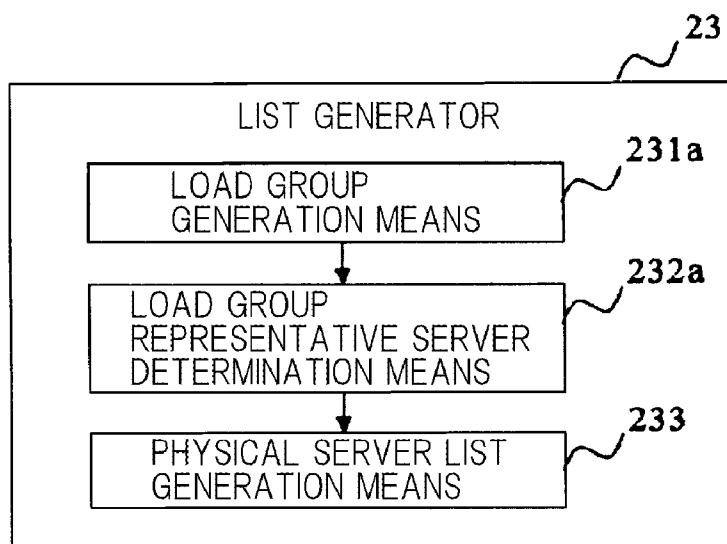 23
LIST GENERATOR
231a
LOAD GROUP
GENERATION MEANS
232a
LOAD GROUP
REPRESENTATIVE SERVER
DETERMINATION MEANS
233
PHYSICAL SERVER LIST
GENERATION MEANS